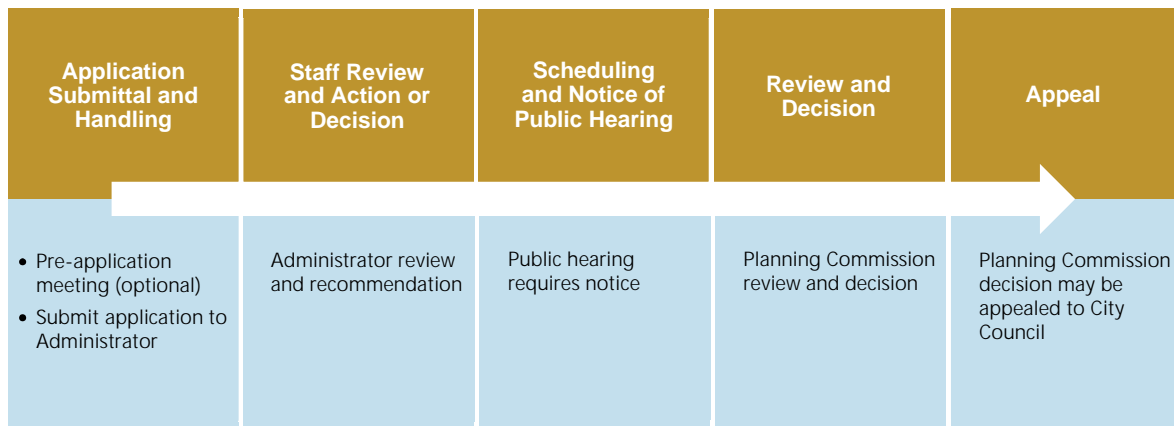 Application
Submittal and
Handling
Staff Review
and Action or
Decision
Scheduling
and Notice of
Public Hearing
Review and
Decision
Appeal
• Pre-application
meeting (optional)
• Submit application to
Administrator
Administrator review
and recommendation
Public hearing
requires notice
Planning Commission
review and decision
Planning Commission
decision may be
appealed to City
Council